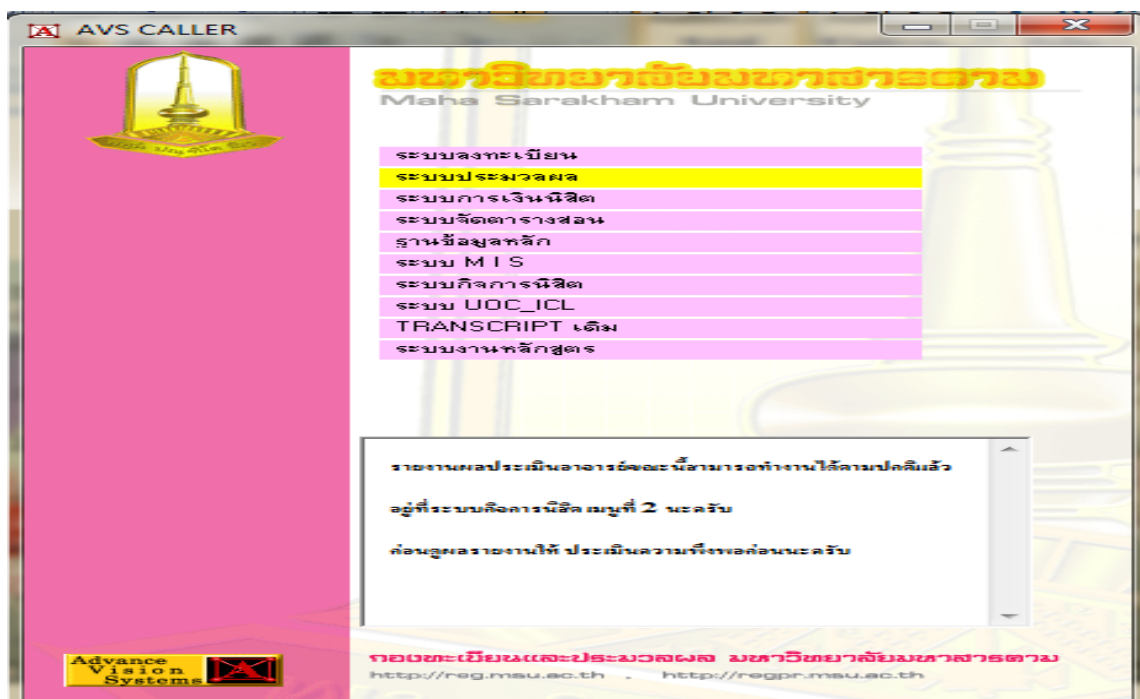 AVS CALLER
มหาวิทยาลัยมหาสารคาม
Maha Sarakham University
ระบบลงทะเบียน
ระบบประมวลผล
ระบบการเงินนิสิต
ระบบจัดตารางสอน
ฐานข้อมูลหลัก
ระบบ M I S
ระบบกิจการนิสิต
ระบบ UOC_ICL
TRANSCRIPT เดิม
ระบบงานหลักสูตร
รายงานผลประเมินอาจารย์ขณะนี้สามารถทำงานได้ตามปกติแล้ว
อยู่ที่ระบบกิจการนิสิต เมนูที่ 2 นะครับ
ก่อนดูผลรายงานให้ ประเมินความพึงพอก่อนนะครับ
Advance
Vision
Systems
กองทะเบียนและประมวลผล มหาวิทยาลัยมหาสารคาม
http://reg.msu.ac.th , http://regpr.msu.ac.th